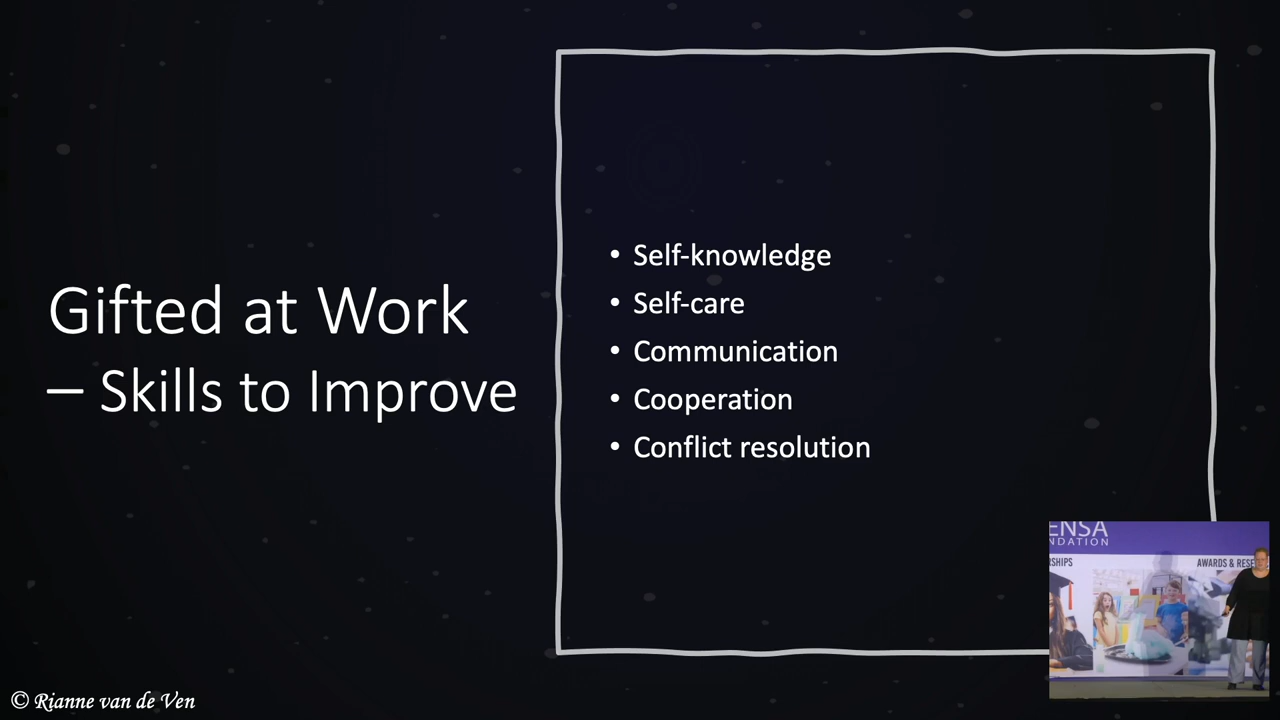 Gifted at Work
– Skills to Improve
• Self-knowledge
• Self-care
• Communication
• Cooperation
• Conflict resolution
ENSA
NDATION
SHIPS
AWARDS & RESE
© Rianne van de Ven